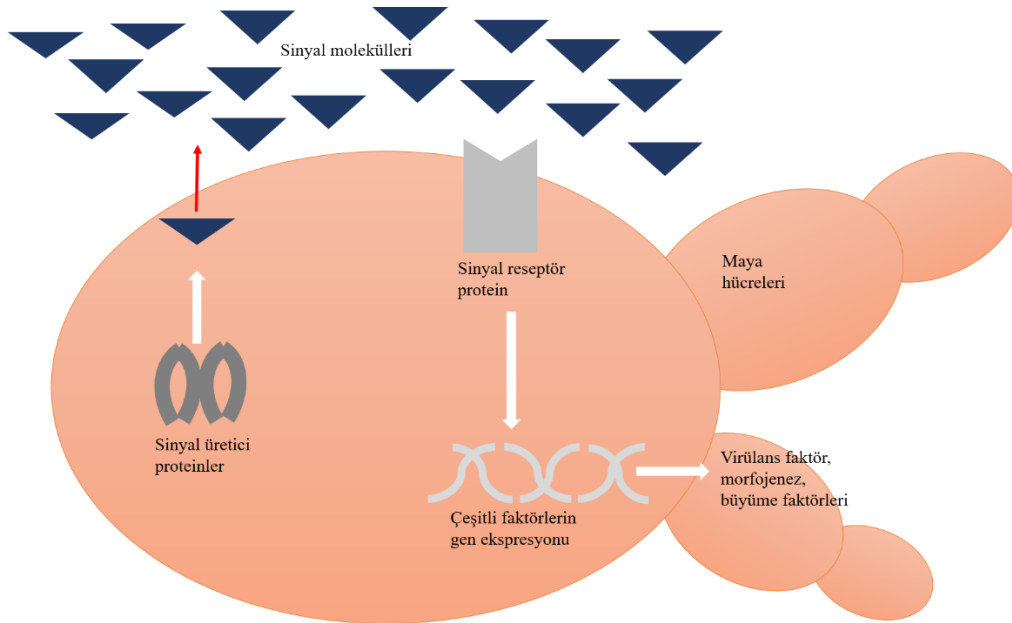 Sinyal molekülleri
Sinyal reseptör
protein
Maya
hücreleri
Sinyal üretici
proteinler
Virülans faktör,
morfojenez,
büyüme faktörleri
Çeşitli faktörlerin
gen ekspresyonu